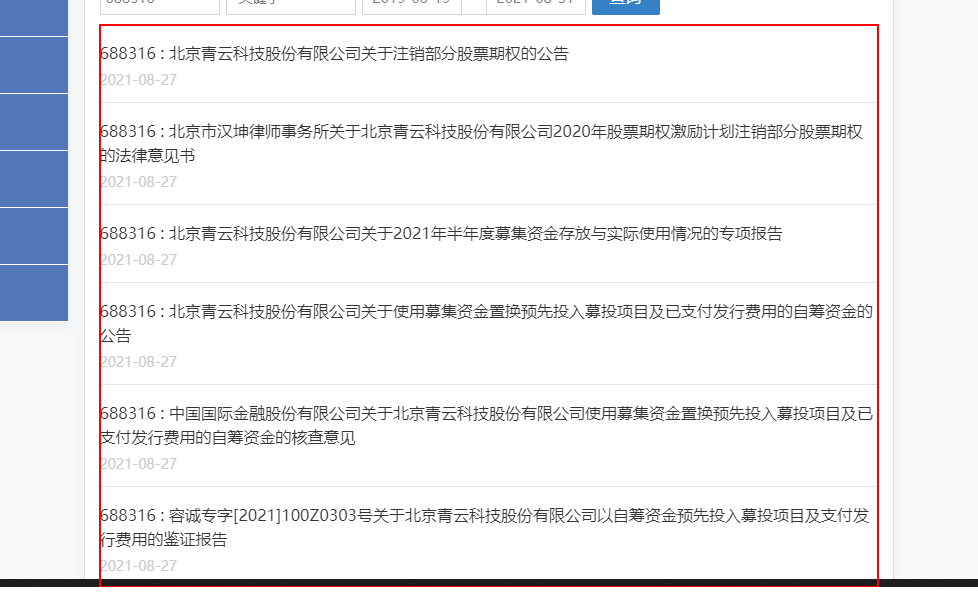 688316 : 北京青云科技股份有限公司关于注销部分股票期权的公告
2021-08-27
688316 : 北京市汉坤律师事务所关于北京青云科技股份有限公司2020年股票期权激励计划注销部分股票期权
的法律意见书
2021-08-27
688316 : 北京青云科技股份有限公司关于2021年半年度募集资金存放与实际使用情况的专项报告
2021-08-27
688316 : 北京青云科技股份有限公司关于使用募集资金置换预先投入募投项目及已支付发行费用的自筹资金的
公告
2021-08-27
688316 : 中国国际金融股份有限公司关于北京青云科技股份有限公司使用募集资金置换预先投入募投项目及已
支付发行费用的自筹资金的核查意见
2021-08-27
688316 : 容诚专字[2021]100Z0303号关于北京青云科技股份有限公司以自筹资金预先投入募投项目及支付发
行费用的鉴证报告
2021-08-27